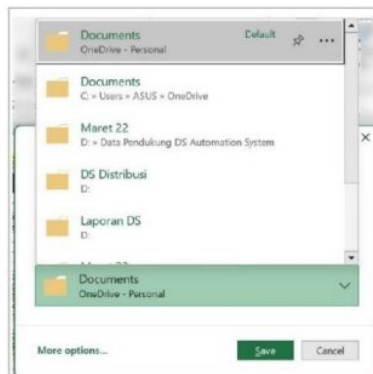 Documents
Default
OneDrive - Personal
Documents
C: » Users » ASUS » OneDrive
Maret 22
D: » Data Pendukung DS Automation System
DS Distribusi
D:
Laporan DS
D:
Documents
OneDrive - Personal
More options...
Save
Cancel